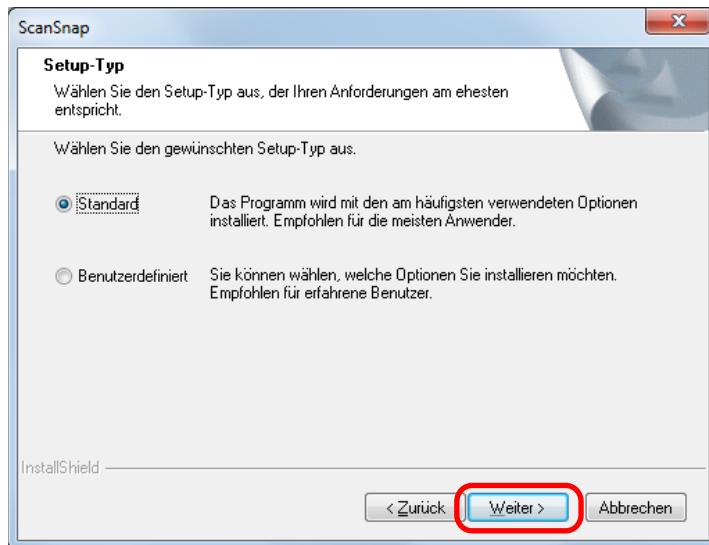 ScanSnap
Setup-Typ
Wählen Sie den Setup-Typ aus, der Ihren Anforderungen am ehesten
entspricht.
Wählen Sie den gewünschten Setup-Typ aus.
Standard
Das Programm wird mit den am häufigsten verwendeten Optionen
installiert. Empfohlen für die meisten Anwender.
Benutzerdefiniert
Sie können wählen, welche Optionen Sie installieren möchten.
Empfohlen für erfahrene Benutzer.
InstallShield
< Zurück
Weiter >
Abbrechen